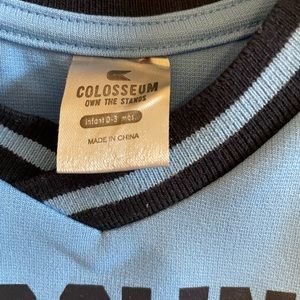 COLOSSEUM
OWN THE STANDS
Infant 0-3 mos.
MADE IN CHINA